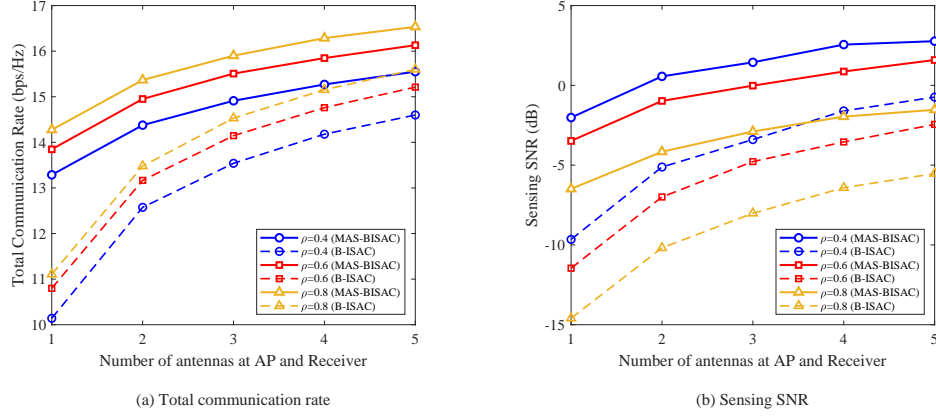 17
16
15
14
13
12
11
10
Total Communication Rate (bps/Hz)
1 2 3 4 5
Number of antennas at AP and Receiver
ρ=0.4 (MAS-BISAC)
ρ=0.4 (B-ISAC)
ρ=0.6 (MAS-BISAC)
ρ=0.6 (B-ISAC)
ρ=0.8 (MAS-BISAC)
ρ=0.8 (B-ISAC)
(a) Total communication rate
5
0
-5
-10
-15
Sensing SNR (dB)
1 2 3 4 5
Number of antennas at AP and Receiver
ρ=0.4 (MAS-BISAC)
ρ=0.4 (B-ISAC)
ρ=0.6 (MAS-BISAC)
ρ=0.6 (B-ISAC)
ρ=0.8 (MAS-BISAC)
ρ=0.8 (B-ISAC)
(b) Sensing SNR